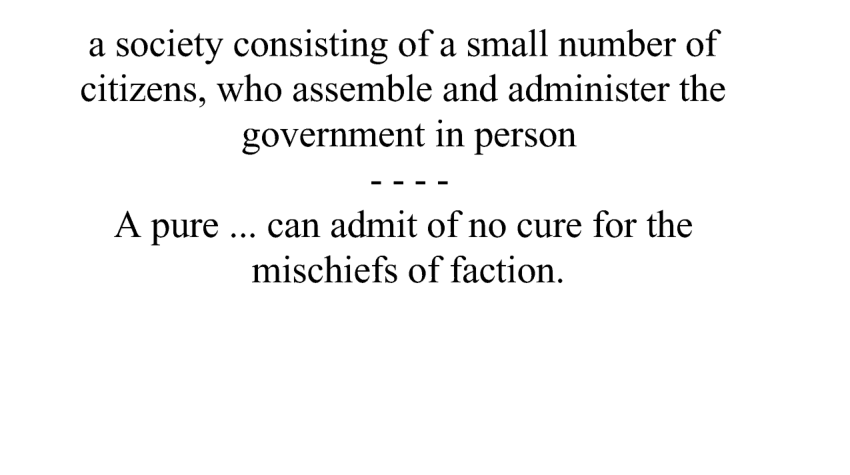 a society consisting of a small number of
citizens, who assemble and administer the
government in person
- - - -
A pure ... can admit of no cure for the
mischiefs of faction.